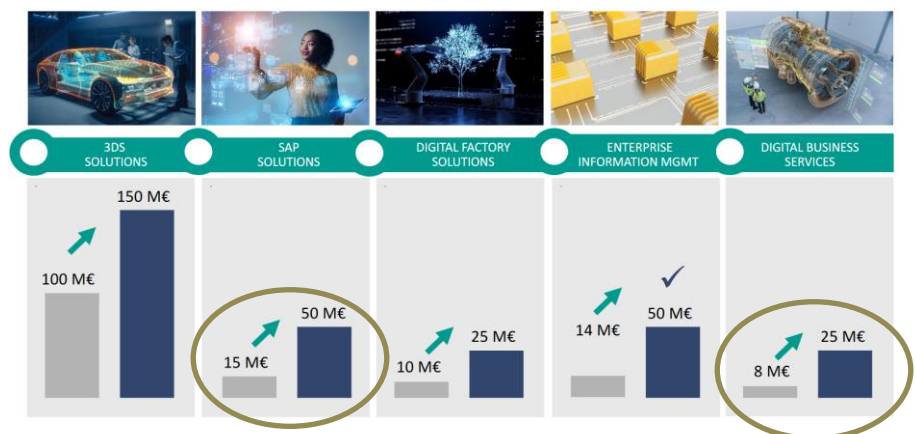 3DS
SOLUTIONS
SAP
SOLUTIONS
DIGITAL FACTORY
SOLUTIONS
ENTERPRISE
INFORMATION MGMT
DIGITAL BUSINESS
SERVICES
100 M€
150 M€
15 M€
50 M€
10 M€
25 M€
14 M€
50 M€
8 M€
25 M€